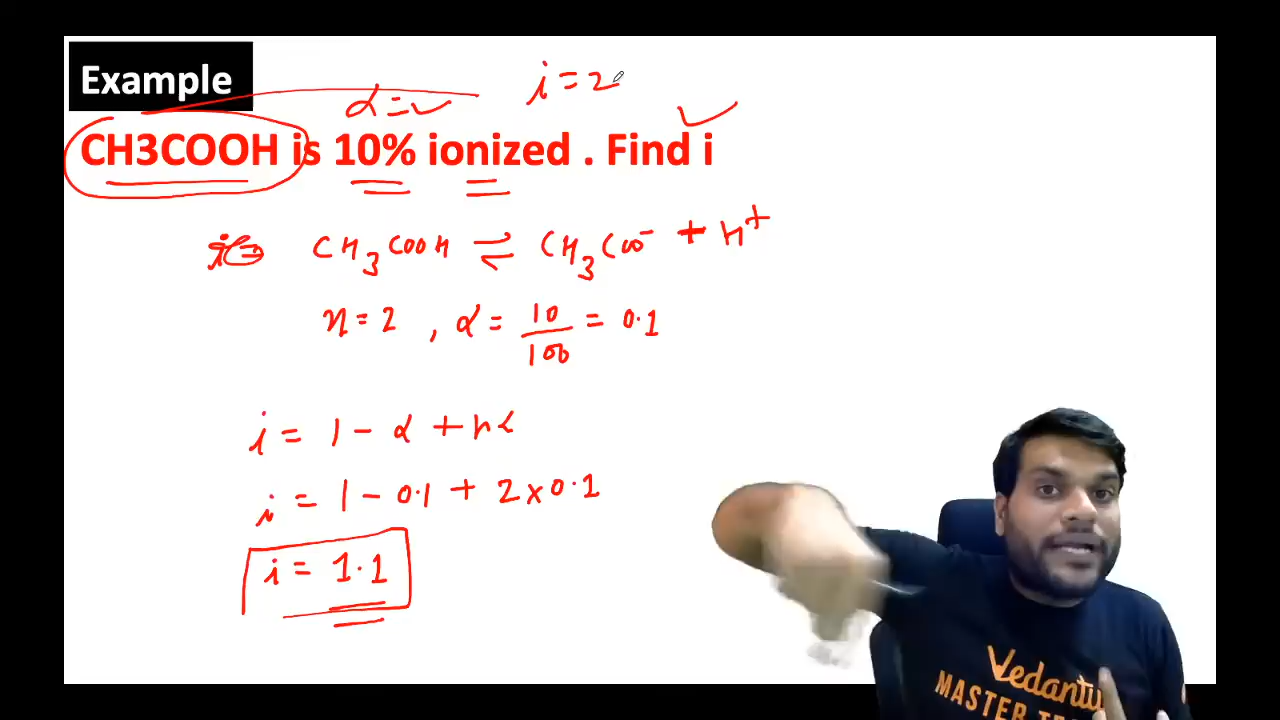 Example
i = 2
α = ✓
CH3COOH is 10% ionized . Find i
CH3COOH ⇌ CH3COO- + H+
n = 2 , α = 10/100 = 0.1
i = 1 - α + nα
i = 1 - 0.1 + 2 x 0.1
i = 1.1
Vedantu
MASTER